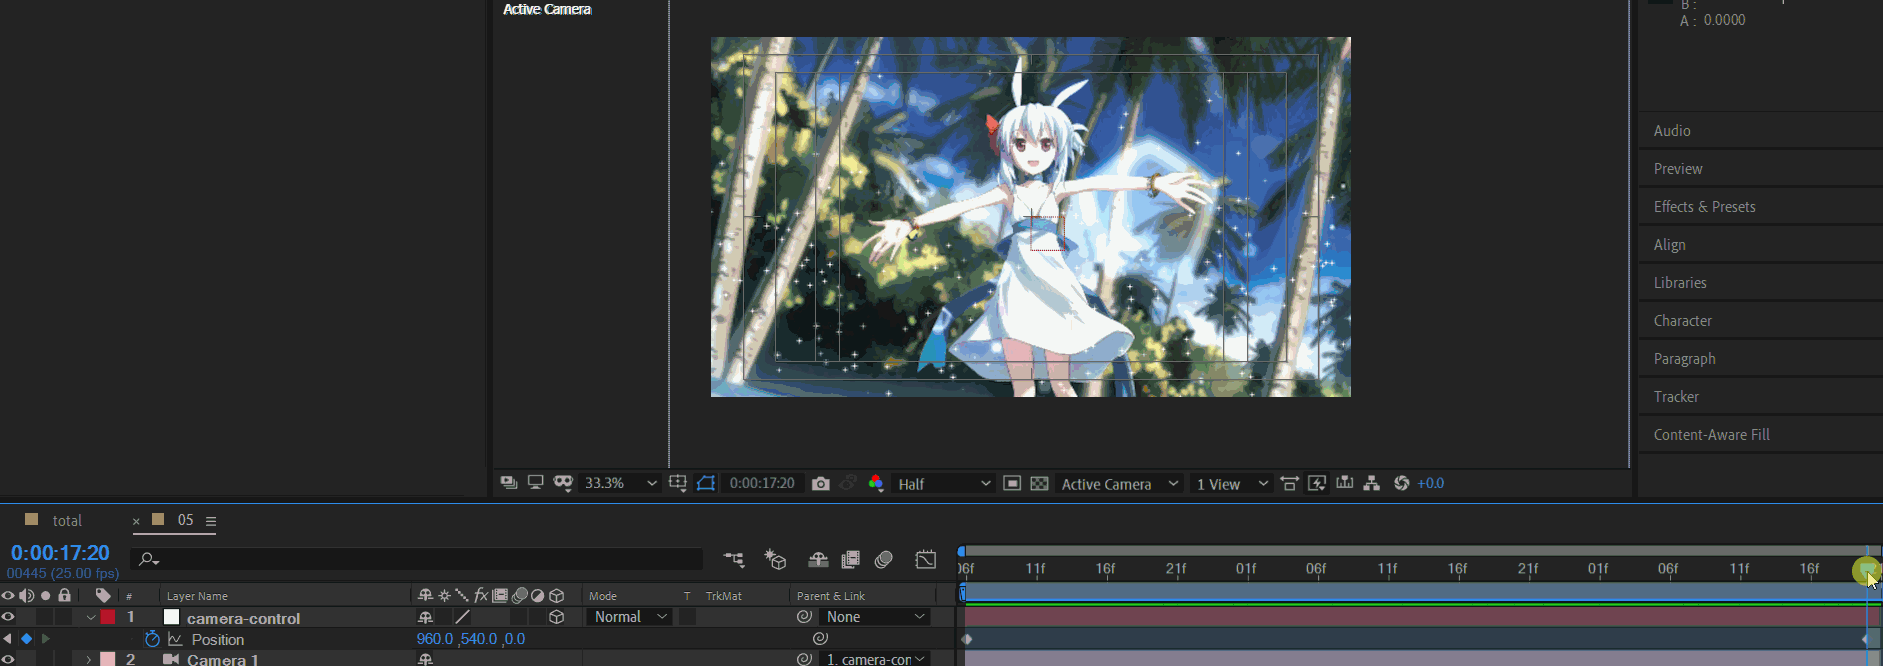 Active Camera
B :
A : 0.0000
Audio
Preview
Effects & Presets
Align
Libraries
Character
Paragraph
Tracker
Content-Aware Fill
33.3%
0:00:17:20
Half
Active Camera
1 View
+0.0
total
× 05
0:00:17:20
00445 (25.00 fps)
06f 11f 16f 21f 01f 06f 11f 16f 21f 01f 06f 11f 16f
# Layer Name fx Mode T TrkMat Parent & Link
1 camera-control Normal None
Position 960.0 ,540.0 ,0.0
2 Camera 1 1. camera-con